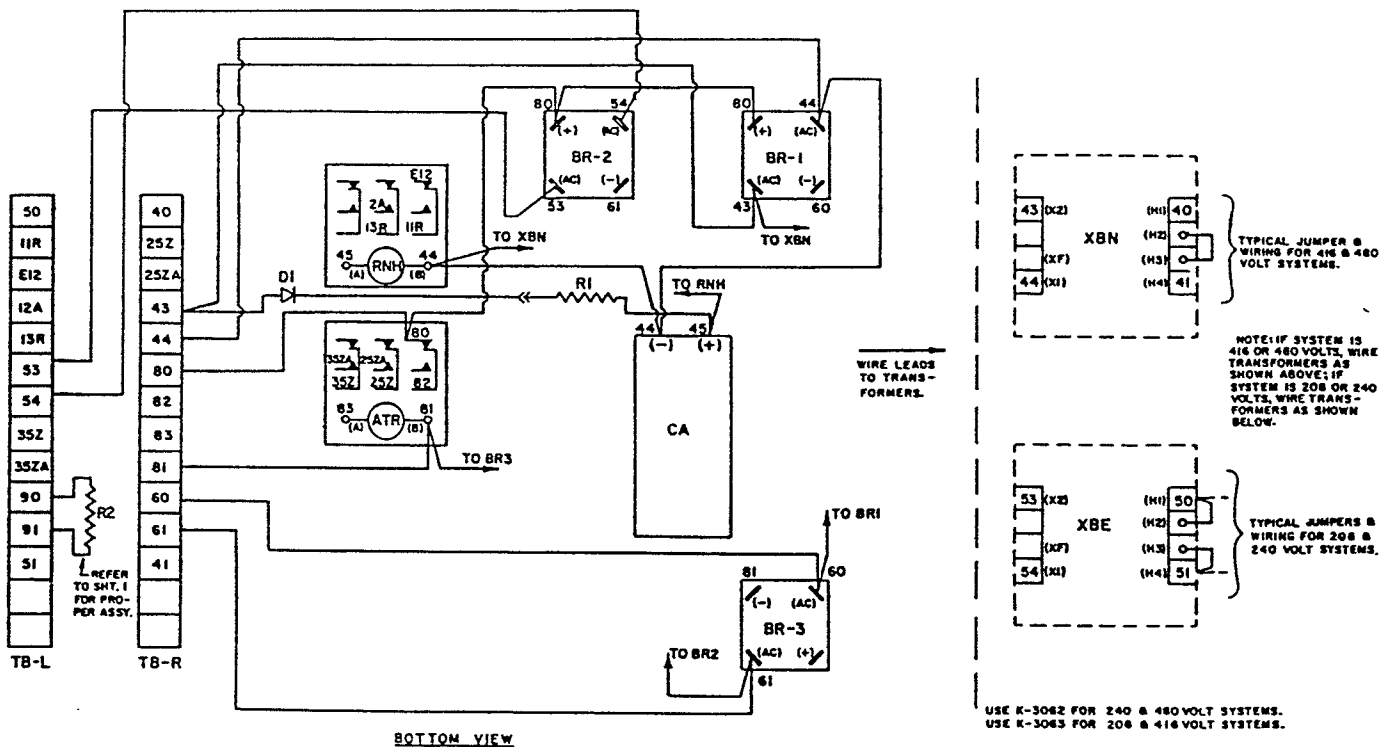 80
54
(+)
(AC)
BR-2
(AC)
(-)
53
61
80
44
(+)
(AC)
BR-1
(AC)
(-)
43
60
TO XBN
E12
2A
13R
11R
TO XBN
45
44
(A)
RNH
(B)
D1
R1
TO RNH
80
35ZA
25ZA
35Z
25Z
82
83
81
(A)
ATR
(B)
TO BR3
44
45
(-)
(+)
CA
WIRE LEADS
TO TRANS-
FORMERS.
50
11R
E12
12A
13R
53
54
35Z
35ZA
90
91
51
TB-L
R2
REFER
TO SHT. 1
FOR PRO-
PER ASSY.
40
25Z
25ZA
43
44
80
82
83
81
60
61
41
TB-R
TO BR1
81
60
(-)
(AC)
BR-3
(AC)
(+)
61
TO BR2
BOTTOM VIEW
43 (X2)
(XF)
44 (X1)
XBN
(H1) 40
(H2)
(H3)
(H4) 41
TYPICAL JUMPER &
WIRING FOR 416 & 460
VOLT SYSTEMS.
NOTE: IF SYSTEM IS
416 OR 460 VOLTS, WIRE
TRANSFORMERS AS
SHOWN ABOVE; IF
SYSTEM IS 208 OR 240
VOLTS, WIRE TRANS-
FORMERS AS SHOWN
BELOW.
53 (X2)
(XF)
54 (X1)
XBE
(H1) 50
(H2)
(H3)
(H4) 51
TYPICAL JUMPERS &
WIRING FOR 208 &
240 VOLT SYSTEMS.
USE K-3062 FOR 240 & 480 VOLT SYSTEMS.
USE K-3063 FOR 208 & 416 VOLT SYSTEMS.